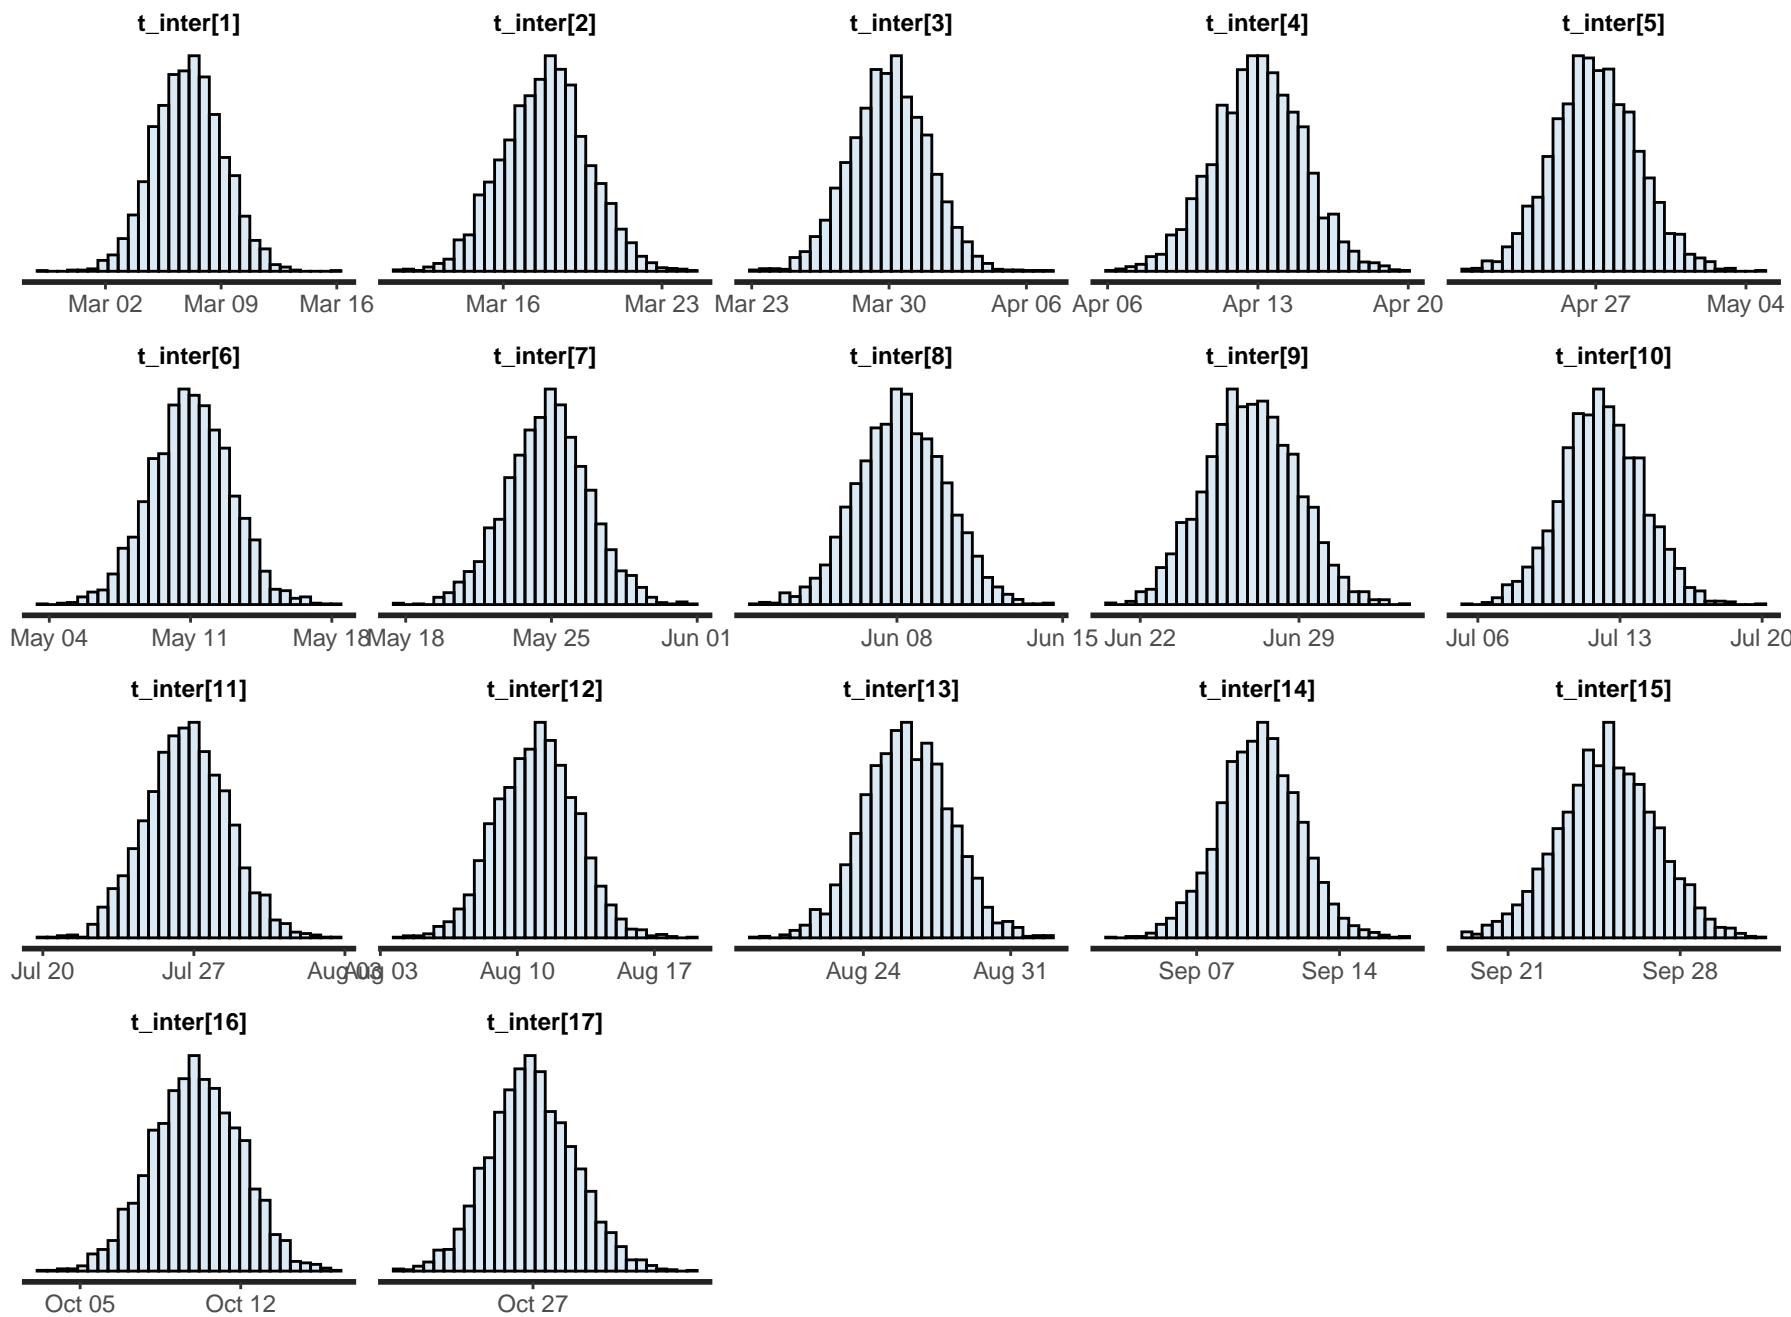 t_inter[1] t_inter[2] t_inter[3] t_inter[4] t_inter[5]
Mar 02 Mar 09 Mar 16 Mar 16 Mar 23 Mar 23 Mar 30 Apr 06 Apr 06 Apr 13 Apr 20 Apr 27 May 04
t_inter[6] t_inter[7] t_inter[8] t_inter[9] t_inter[10]
May 04 May 11 May 18 May 18 May 25 Jun 01 Jun 08 Jun 15 Jun 22 Jun 29 Jul 06 Jul 13 Jul 20
t_inter[11] t_inter[12] t_inter[13] t_inter[14] t_inter[15]
Jul 20 Jul 27 Aug 03 Aug 03 Aug 10 Aug 17 Aug 24 Aug 31 Sep 07 Sep 14 Sep 21 Sep 28
t_inter[16] t_inter[17]
Oct 05 Oct 12 Oct 27